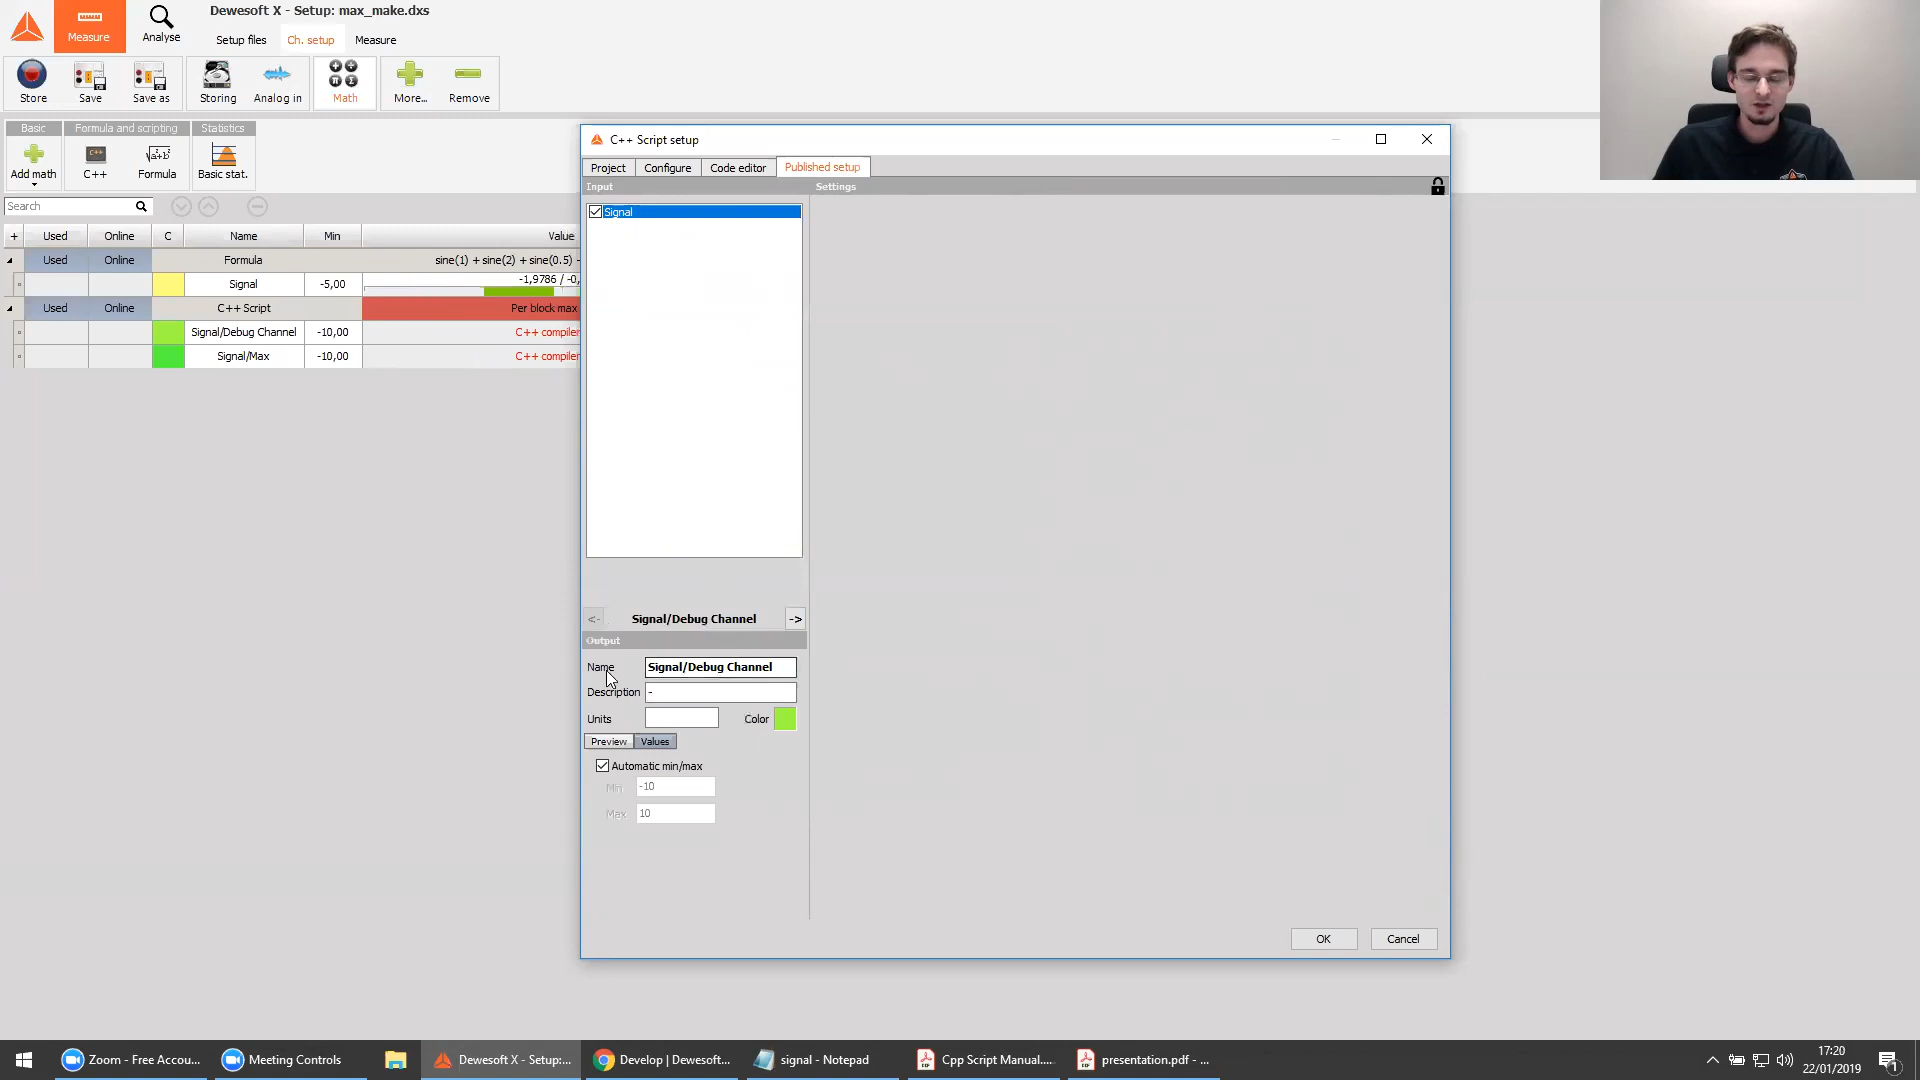 Dewesoft X - Setup: max_make.dxs
Measure
Analyse
Setup files
Ch. setup
Measure
Store
Save
Save as
Storing
Analog in
Math
More...
Remove
Basic
Formula and scripting
Statistics
Add math
C++
Formula
Basic stat.
Search
+ Used Online C Name Min Value
Used Online Formula sine(1) + sine(2) + sine(0.5)
Signal -5,00 -1,9786 / -0,
Used Online C++ Script Per block max
Signal/Debug Channel -10,00 C++ compiler
Signal/Max -10,00 C++ compiler
C++ Script setup
Project Configure Code editor Published setup
Input
Settings
Signal
<- Signal/Debug Channel ->
Output
Name Signal/Debug Channel
Description -
Units Color
Preview Values
Automatic min/max
Min -10
Max 10
OK
Cancel
Zoom - Free Accou...
Meeting Controls
Dewesoft X - Setup:...
Develop | Dewesoft...
signal - Notepad
Cpp Script Manual....
presentation.pdf - ...
17:20
22/01/2019
1